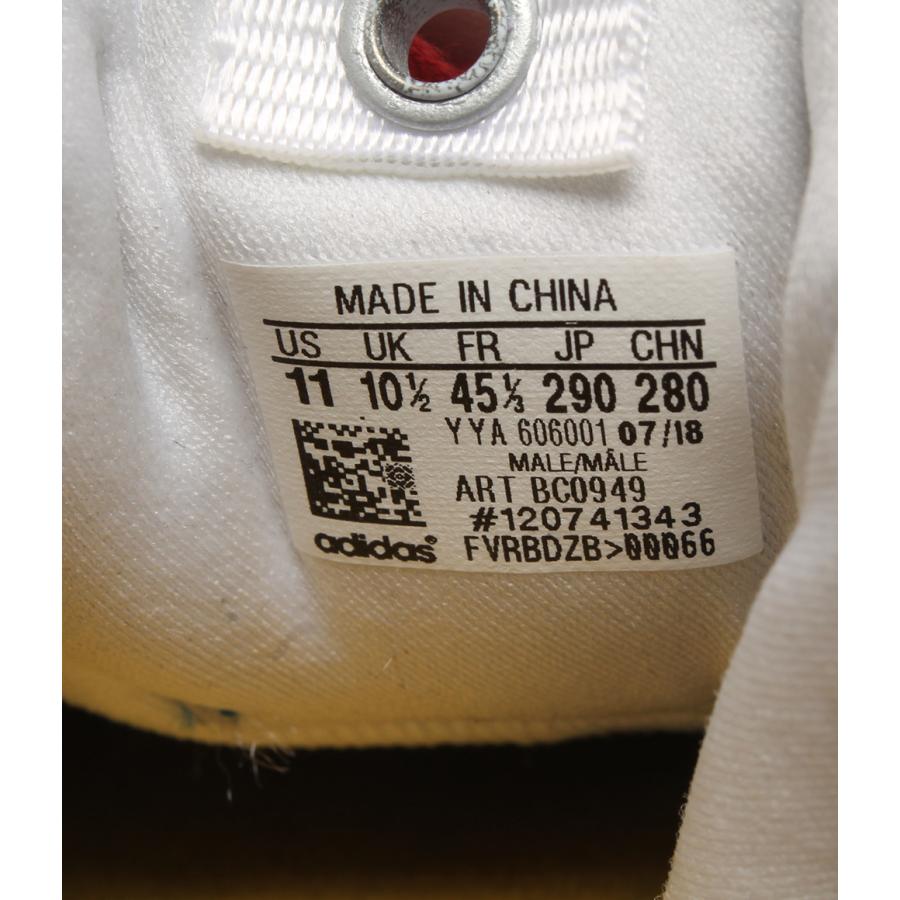 MADE IN CHINA
US UK FR JP CHN
11 10½ 45⅓ 290 280
YYA 606001 07/18
MALE/MÂLE
ART BC0949
#120741343
adidas® FVRBDZB>00066